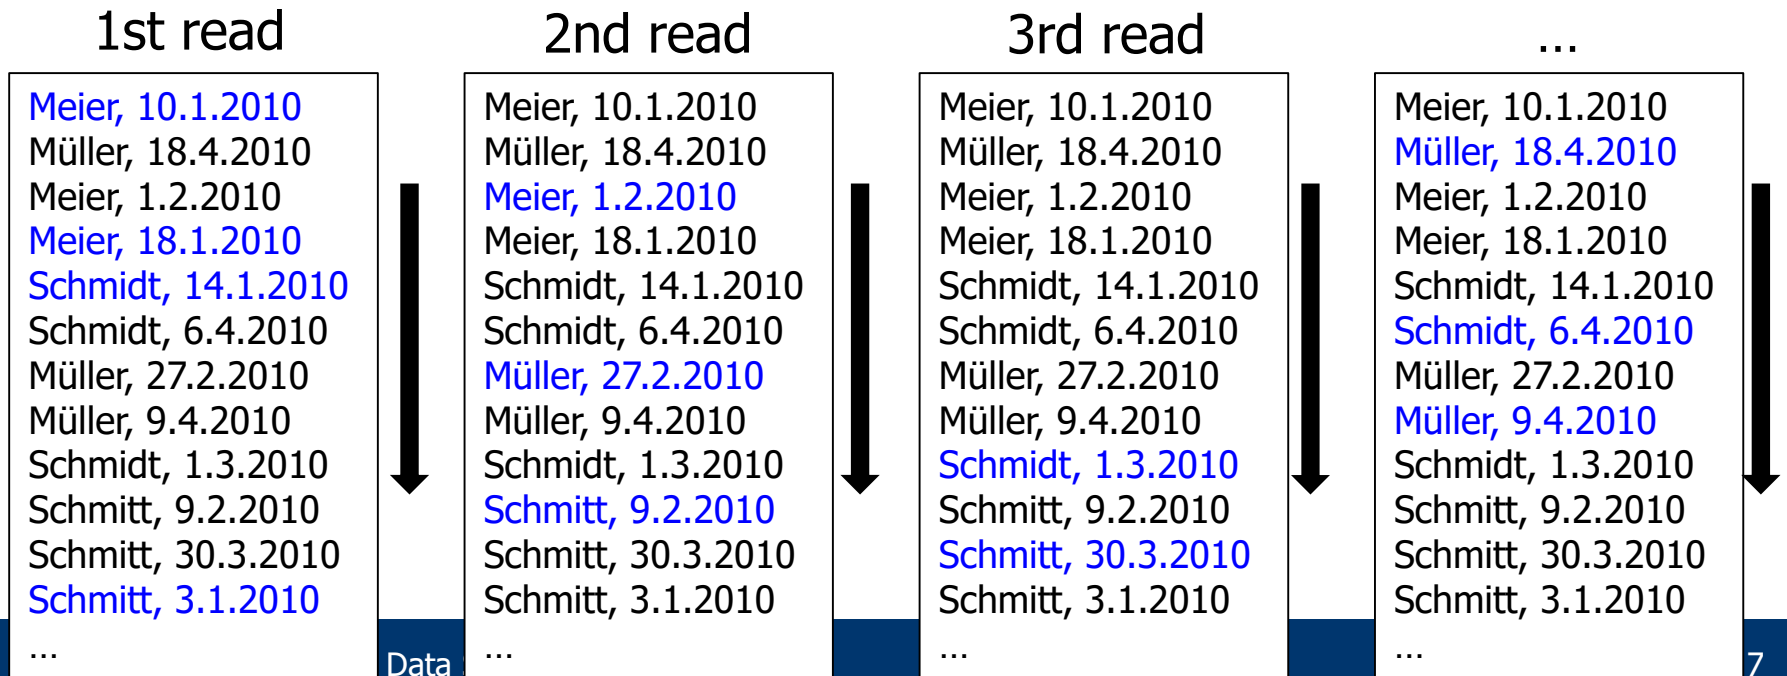 1st read
Meier, 10.1.2010
Müller, 18.4.2010
Meier, 1.2.2010
Meier, 18.1.2010
Schmidt, 14.1.2010
Schmidt, 6.4.2010
Müller, 27.2.2010
Müller, 9.4.2010
Schmidt, 1.3.2010
Schmitt, 9.2.2010
Schmitt, 30.3.2010
Schmitt, 3.1.2010
...
2nd read
Meier, 10.1.2010
Müller, 18.4.2010
Meier, 1.2.2010
Meier, 18.1.2010
Schmidt, 14.1.2010
Schmidt, 6.4.2010
Müller, 27.2.2010
Müller, 9.4.2010
Schmidt, 1.3.2010
Schmitt, 9.2.2010
Schmitt, 30.3.2010
Schmitt, 3.1.2010
...
3rd read
Meier, 10.1.2010
Müller, 18.4.2010
Meier, 1.2.2010
Meier, 18.1.2010
Schmidt, 14.1.2010
Schmidt, 6.4.2010
Müller, 27.2.2010
Müller, 9.4.2010
Schmidt, 1.3.2010
Schmitt, 9.2.2010
Schmitt, 30.3.2010
Schmitt, 3.1.2010
...
...
Meier, 10.1.2010
Müller, 18.4.2010
Meier, 1.2.2010
Meier, 18.1.2010
Schmidt, 14.1.2010
Schmidt, 6.4.2010
Müller, 27.2.2010
Müller, 9.4.2010
Schmidt, 1.3.2010
Schmitt, 9.2.2010
Schmitt, 30.3.2010
Schmitt, 3.1.2010
...
Data
7